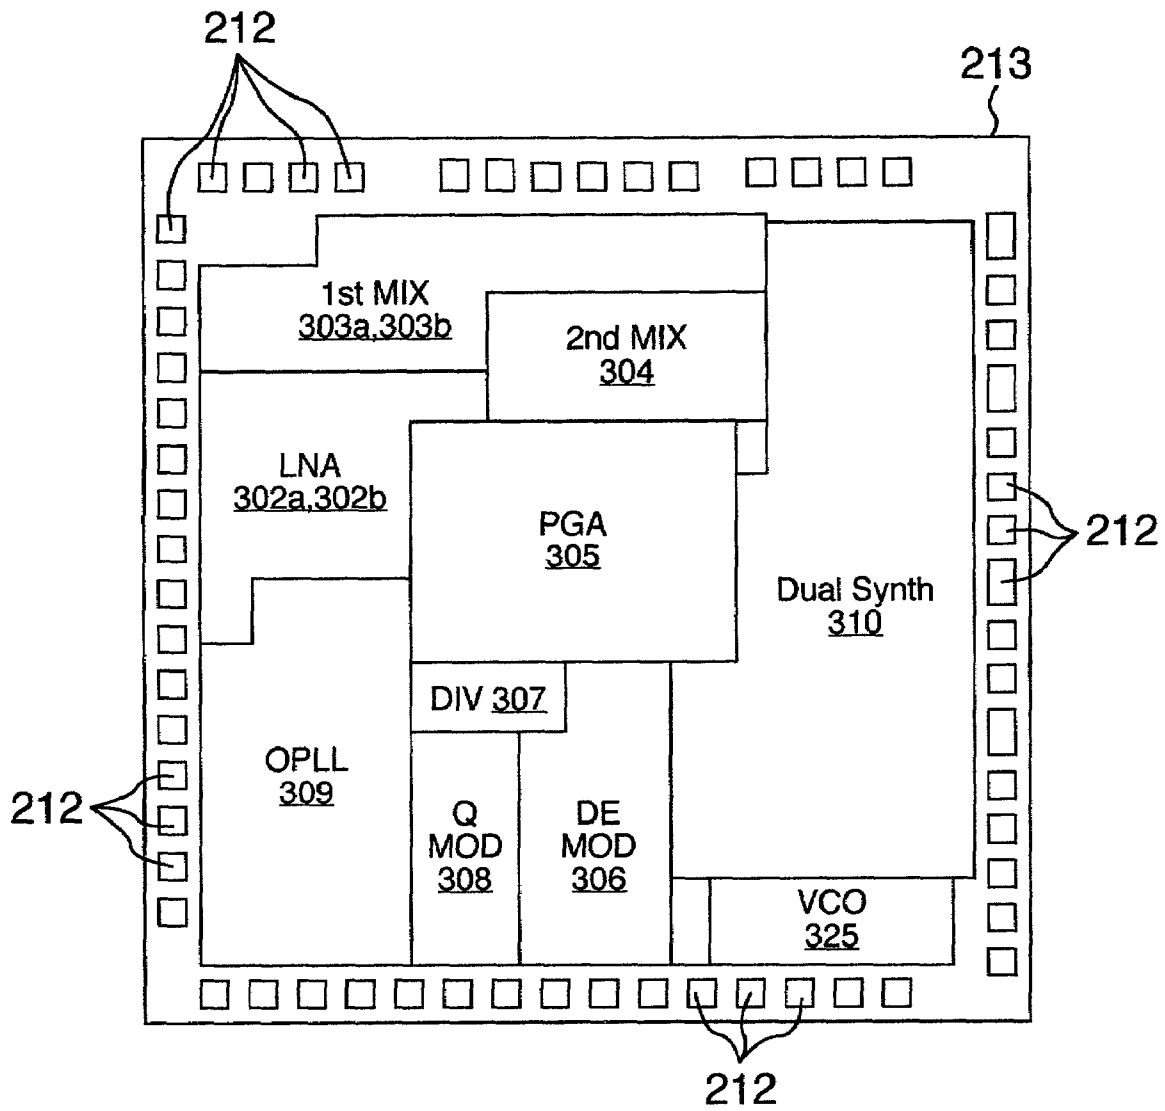 212
213
1st MIX
303a,303b
2nd MIX
304
LNA
302a,302b
PGA
305
212
Dual Synth
310
DIV 307
OPLL
309
212
Q
MOD
308
DE
MOD
306
VCO
325
212